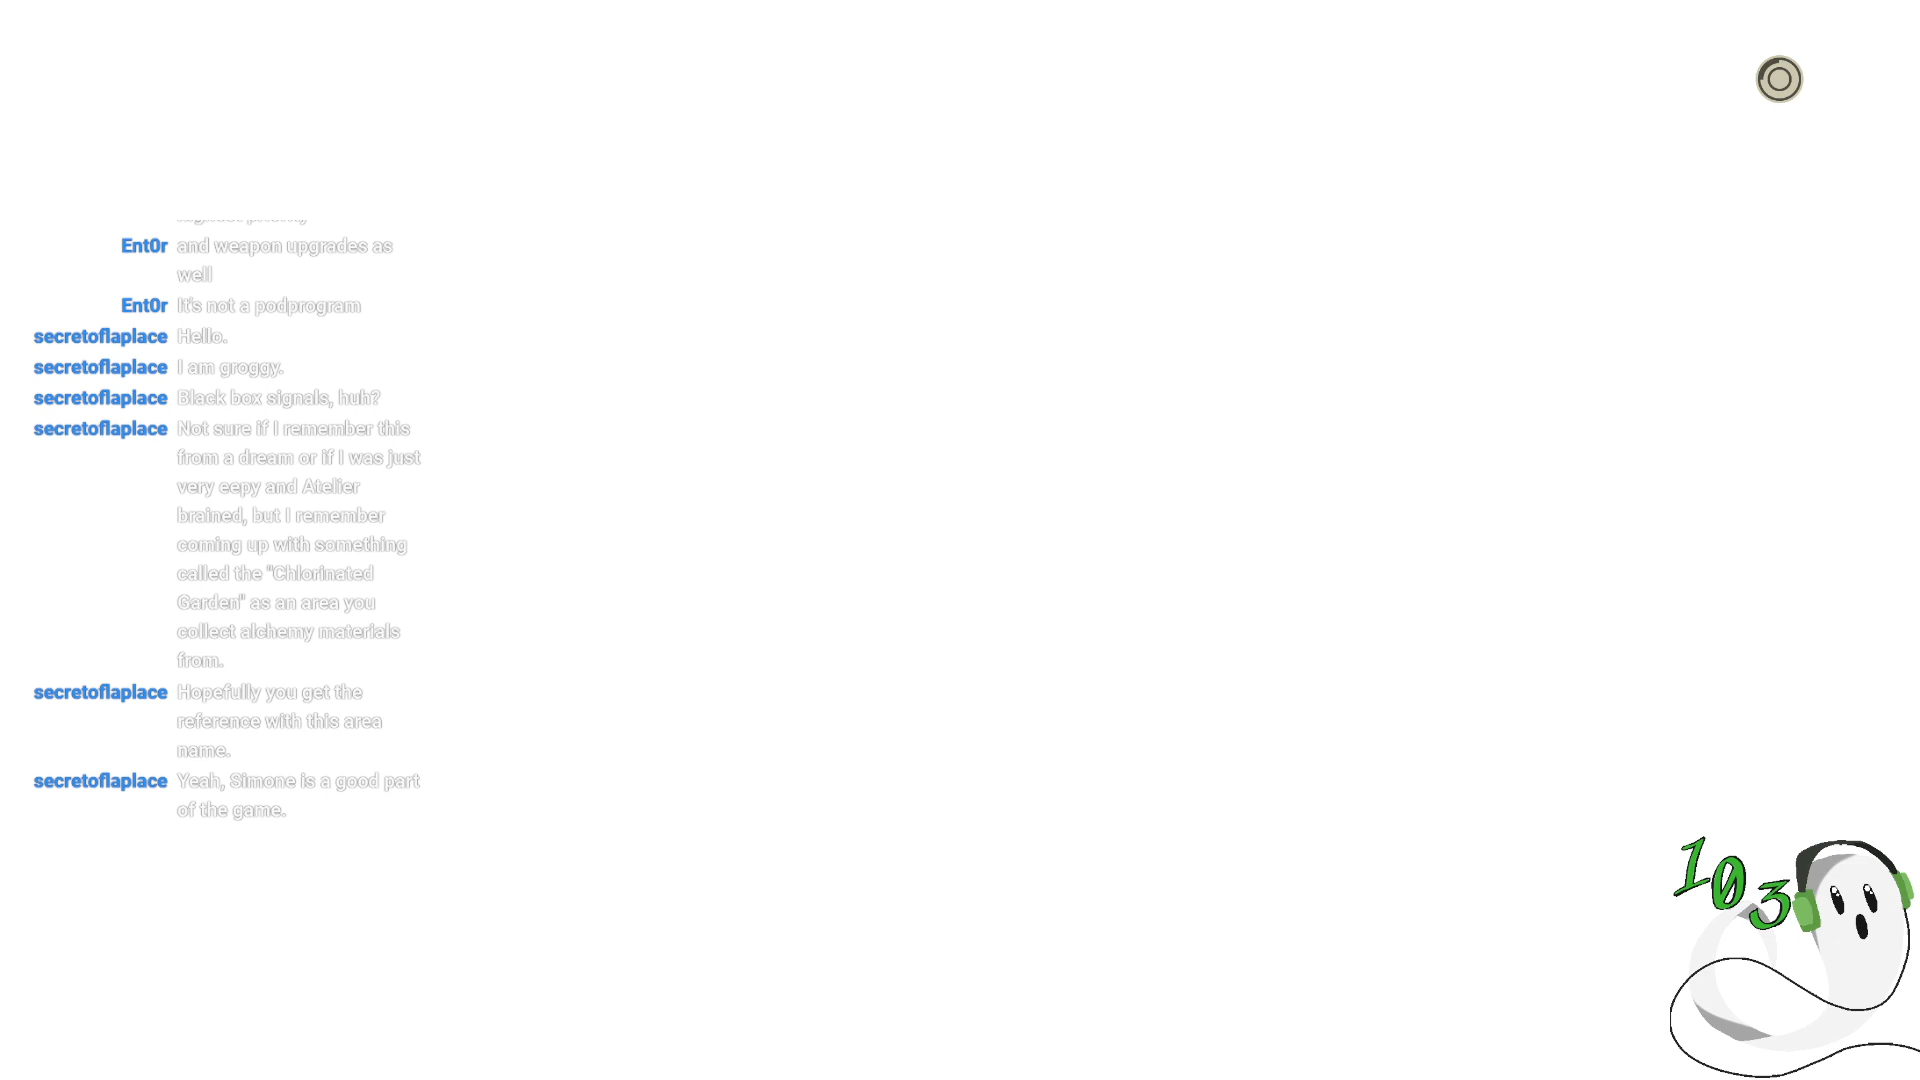 Ent0r and weapon upgrades as
well
Ent0r It's not a podprogram
secretoflaplace Hello.
secretoflaplace I am groggy.
secretoflaplace Black box signals, huh?
secretoflaplace Not sure if I remember this
from a dream or if I was just
very eepy and Atelier
brained, but I remember
coming up with something
called the "Chlorinated
Garden" as an area you
collect alchemy materials
from.
secretoflaplace Hopefully you get the
reference with this area
name.
secretoflaplace Yeah, Simone is a good part
of the game.
103